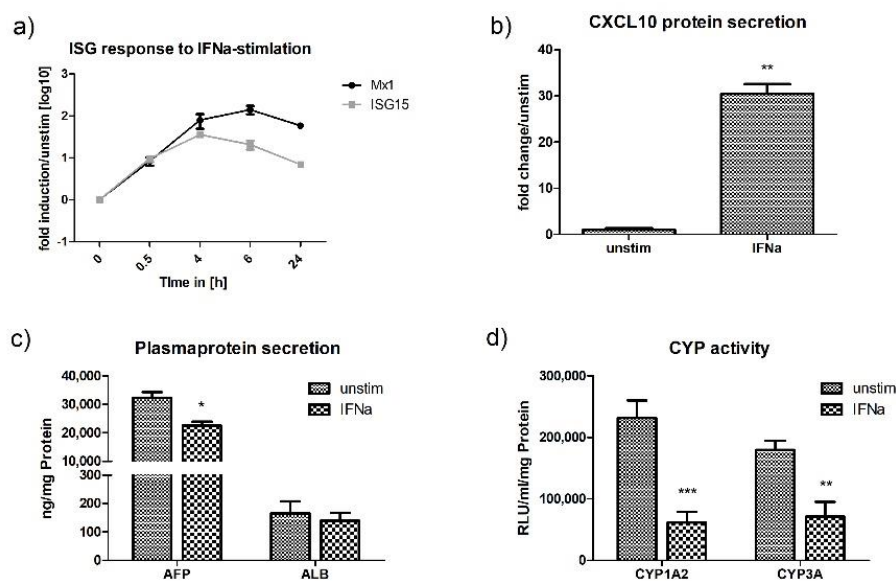 a)
ISG response to IFNa-stimlation
fold induction/unstim [log10]
2
1
0
-1
0
0.5
4
6
24
TIme in [h]
Mx1
ISG15
b)
CXCL10 protein secretion
fold change/unstim
40
30
20
10
0
**
unstim
IFNa
c)
Plasmaprotein secretion
ng/mg Protein
40,000
30,000
20,000
10,000
300
200
100
0
*
AFP
ALB
unstim
IFNa
d)
CYP activity
RLU/ml/mg Protein
300,000
200,000
100,000
0
***
**
CYP1A2
CYP3A
unstim
IFNa